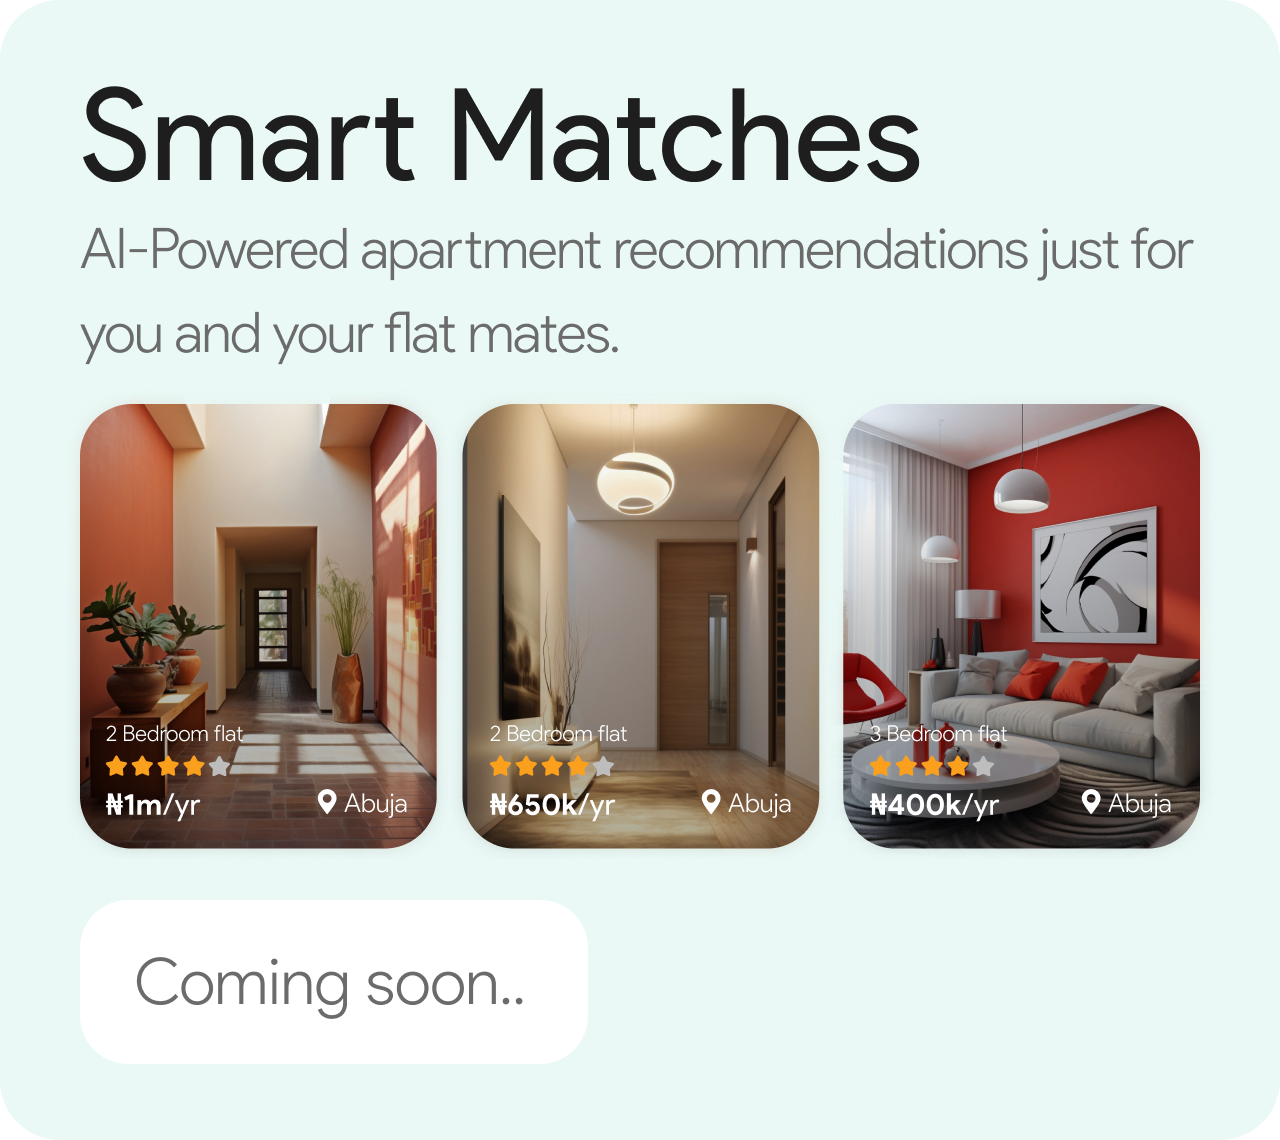 Smart Matches
AI-Powered apartment recommendations just for
you and your flat mates.
2 Bedroom flat
₦1m/yr
Abuja
2 Bedroom flat
₦650k/yr
Abuja
3 Bedroom flat
₦400k/yr
Abuja
Coming soon..